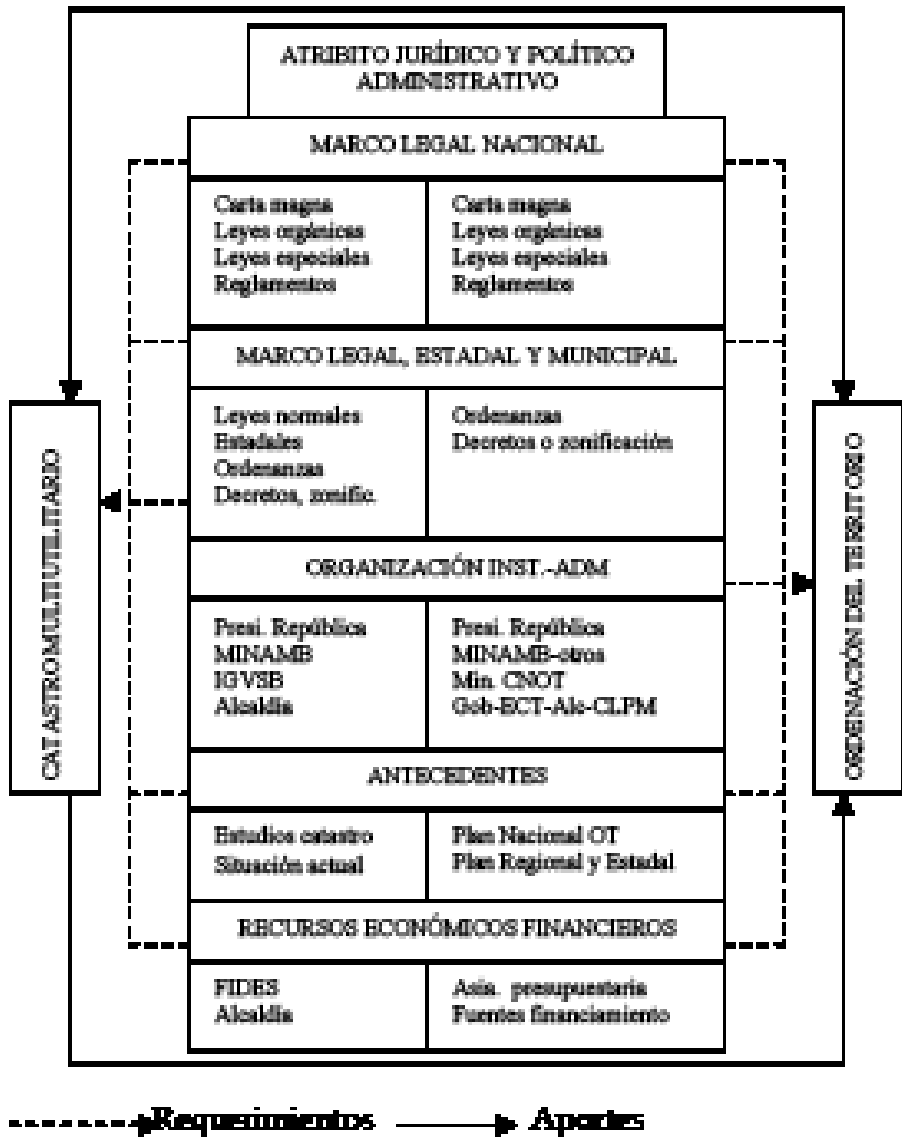 ATRIBITO JURÍDICO Y POLÍTICO
ADMINISTRATIVO
MARCO LEGAL NACIONAL
Carta magna
Leyes orgánicas
Leyes especiales
Reglamentos
Carta magna
Leyes orgánicas
Leyes especiales
Reglamentos
MARCO LEGAL, ESTADAL Y MUNICIPAL
Leyes normales
Estadales
Ordenanzas
Decretos, zonific.
Ordenanzas
Decretos o zonificación
ORGANIZACIÓN INST.-ADM
Presi. República
MINAMB
IGVSB
Alcaldía
Presi. República
MINAMB-otros
Min. CNOT
Gob-ECT-Alc-CLPM
ANTECEDENTES
Estudios catastro
Situación actual
Plan Nacional OT
Plan Regional y Estadal
RECURSOS ECONÓMICOS FINANCIEROS
FIDES
Alcaldía
Asia. presupuestaria
Fuentes financiamiento
CATASTRO MULTIUTILITARIO
ORDENACIÓN DEL TERRITORIO
Requesimientos
Aportes